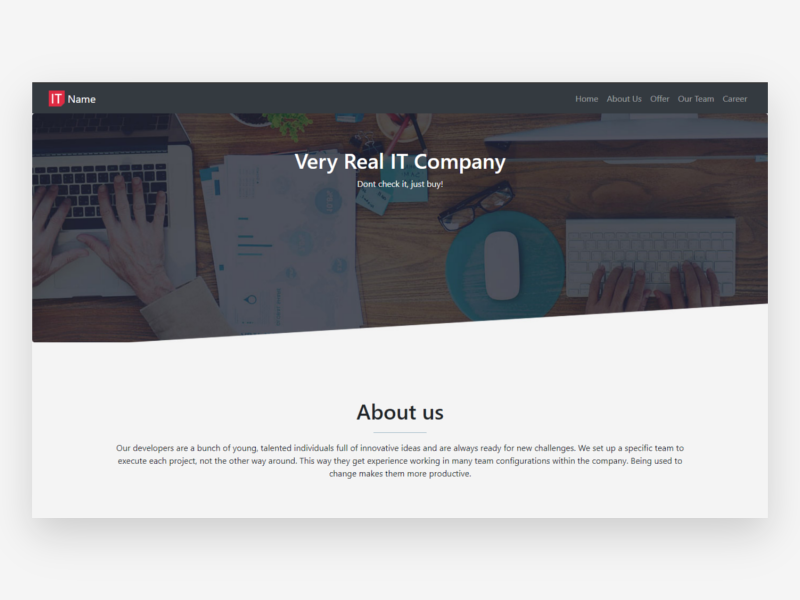 IT Name
Home About Us Offer Our Team Career
Very Real IT Company
Dont check it, just buy!
About us
Our developers are a bunch of young, talented individuals full of innovative ideas and are always ready for new challenges. We set up a specific team to
execute each project, not the other way around. This way they get experience working in many team configurations within the company. Being used to
change makes them more productive.